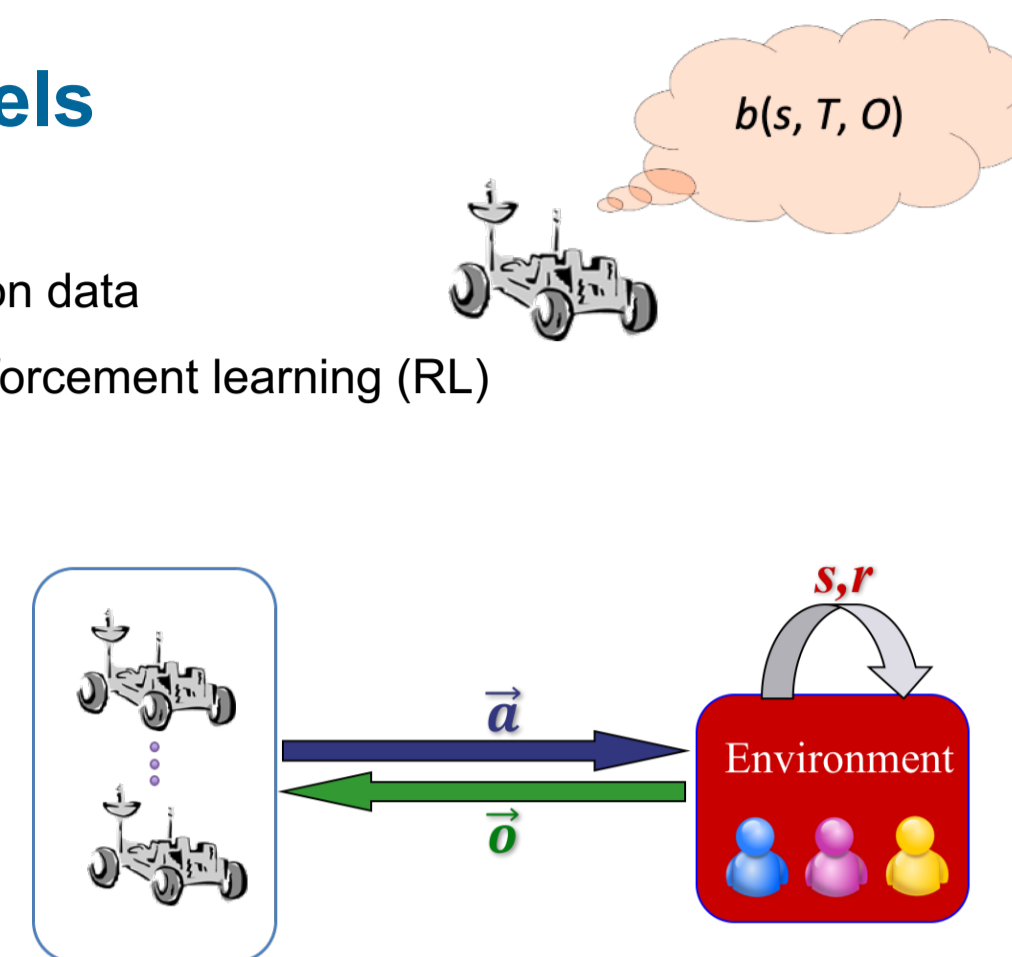 els
b(s, T, O)
on data
forcement learning (RL)
s,r
a⃗
Environment
o⃗